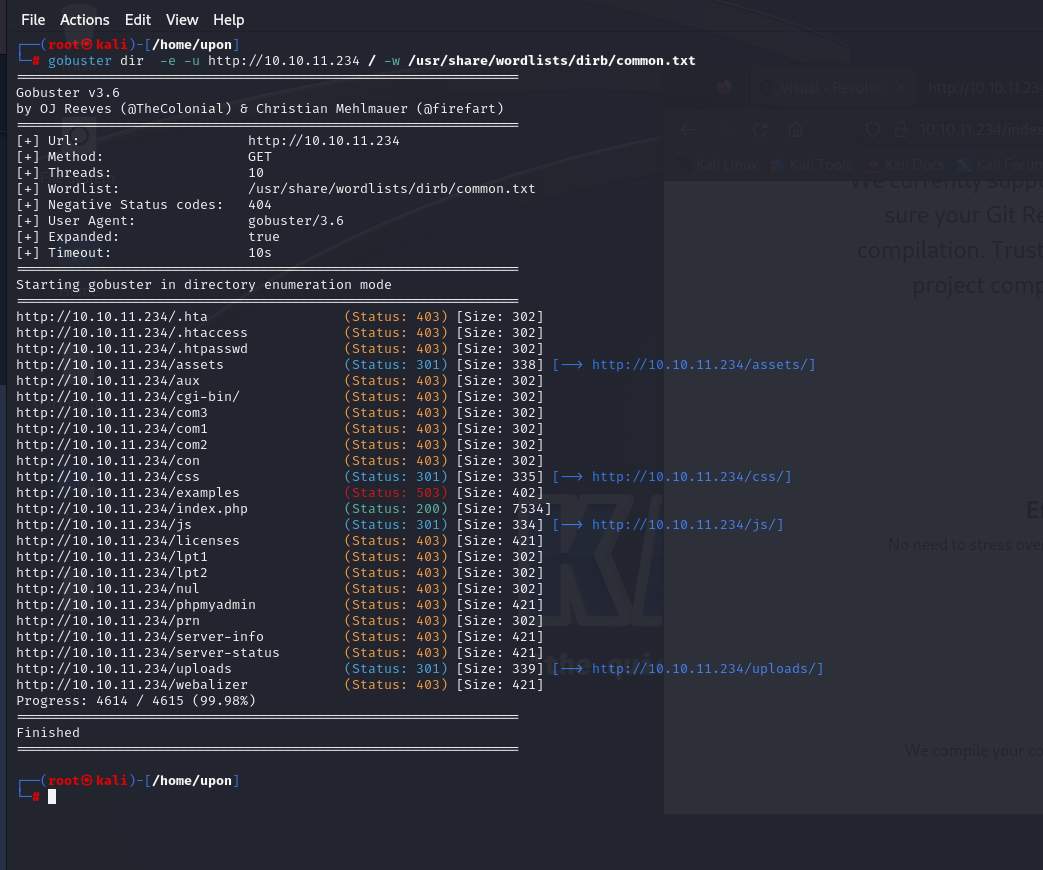 File Actions Edit View Help
┌──(root㉿kali)-[/home/upon]
└─# gobuster dir  -e -u http://10.10.11.234 / -w /usr/share/wordlists/dirb/common.txt
===============================================================
Gobuster v3.6
by OJ Reeves (@TheColonial) & Christian Mehlmauer (@firefart)
===============================================================
[+] Url:                     http://10.10.11.234
[+] Method:                  GET
[+] Threads:                 10
[+] Wordlist:                /usr/share/wordlists/dirb/common.txt
[+] Negative Status codes:   404
[+] User Agent:              gobuster/3.6
[+] Expanded:                true
[+] Timeout:                 10s
===============================================================
Starting gobuster in directory enumeration mode
===============================================================
http://10.10.11.234/.hta                 (Status: 403) [Size: 302]
http://10.10.11.234/.htaccess            (Status: 403) [Size: 302]
http://10.10.11.234/.htpasswd            (Status: 403) [Size: 302]
http://10.10.11.234/assets               (Status: 301) [Size: 338] [--> http://10.10.11.234/assets/]
http://10.10.11.234/aux                  (Status: 403) [Size: 302]
http://10.10.11.234/cgi-bin/             (Status: 403) [Size: 302]
http://10.10.11.234/com3                 (Status: 403) [Size: 302]
http://10.10.11.234/com1                 (Status: 403) [Size: 302]
http://10.10.11.234/com2                 (Status: 403) [Size: 302]
http://10.10.11.234/con                  (Status: 403) [Size: 302]
http://10.10.11.234/css                  (Status: 301) [Size: 335] [--> http://10.10.11.234/css/]
http://10.10.11.234/examples             (Status: 503) [Size: 402]
http://10.10.11.234/index.php            (Status: 200) [Size: 7534]
http://10.10.11.234/js                   (Status: 301) [Size: 334] [--> http://10.10.11.234/js/]
http://10.10.11.234/licenses             (Status: 403) [Size: 421]
http://10.10.11.234/lpt1                 (Status: 403) [Size: 302]
http://10.10.11.234/lpt2                 (Status: 403) [Size: 302]
http://10.10.11.234/nul                  (Status: 403) [Size: 302]
http://10.10.11.234/phpmyadmin           (Status: 403) [Size: 421]
http://10.10.11.234/prn                  (Status: 403) [Size: 302]
http://10.10.11.234/server-info          (Status: 403) [Size: 421]
http://10.10.11.234/server-status        (Status: 403) [Size: 421]
http://10.10.11.234/uploads              (Status: 301) [Size: 339] [--> http://10.10.11.234/uploads/]
http://10.10.11.234/webalizer            (Status: 403) [Size: 421]
Progress: 4614 / 4615 (99.98%)
===============================================================
Finished
===============================================================
┌──(root㉿kali)-[/home/upon]
└─#
Visual - Revolut
http://10.10.11.23
10.10.11.234/index
Kali Linux Kali Tools Kali Docs Kali Forum
We currently suppo
sure your Git Re
compilation. Trust
project comp
No need to stress over
the qui
We compile your co